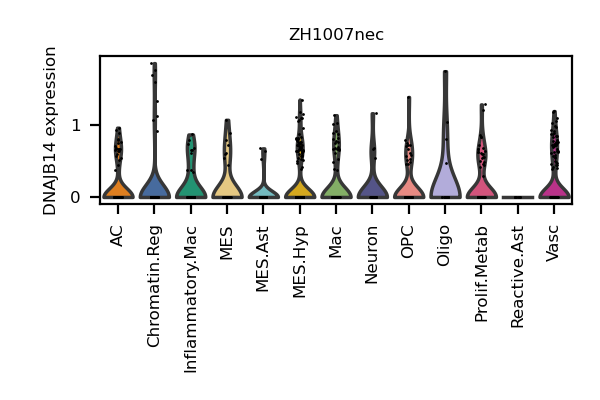 ZH1007nec
DNAJB14 expression
1
0
AC
Chromatin.Reg
Inflammatory.Mac
MES
MES.Ast
MES.Hyp
Mac
Neuron
OPC
Oligo
Prolif.Metab
Reactive.Ast
Vasc